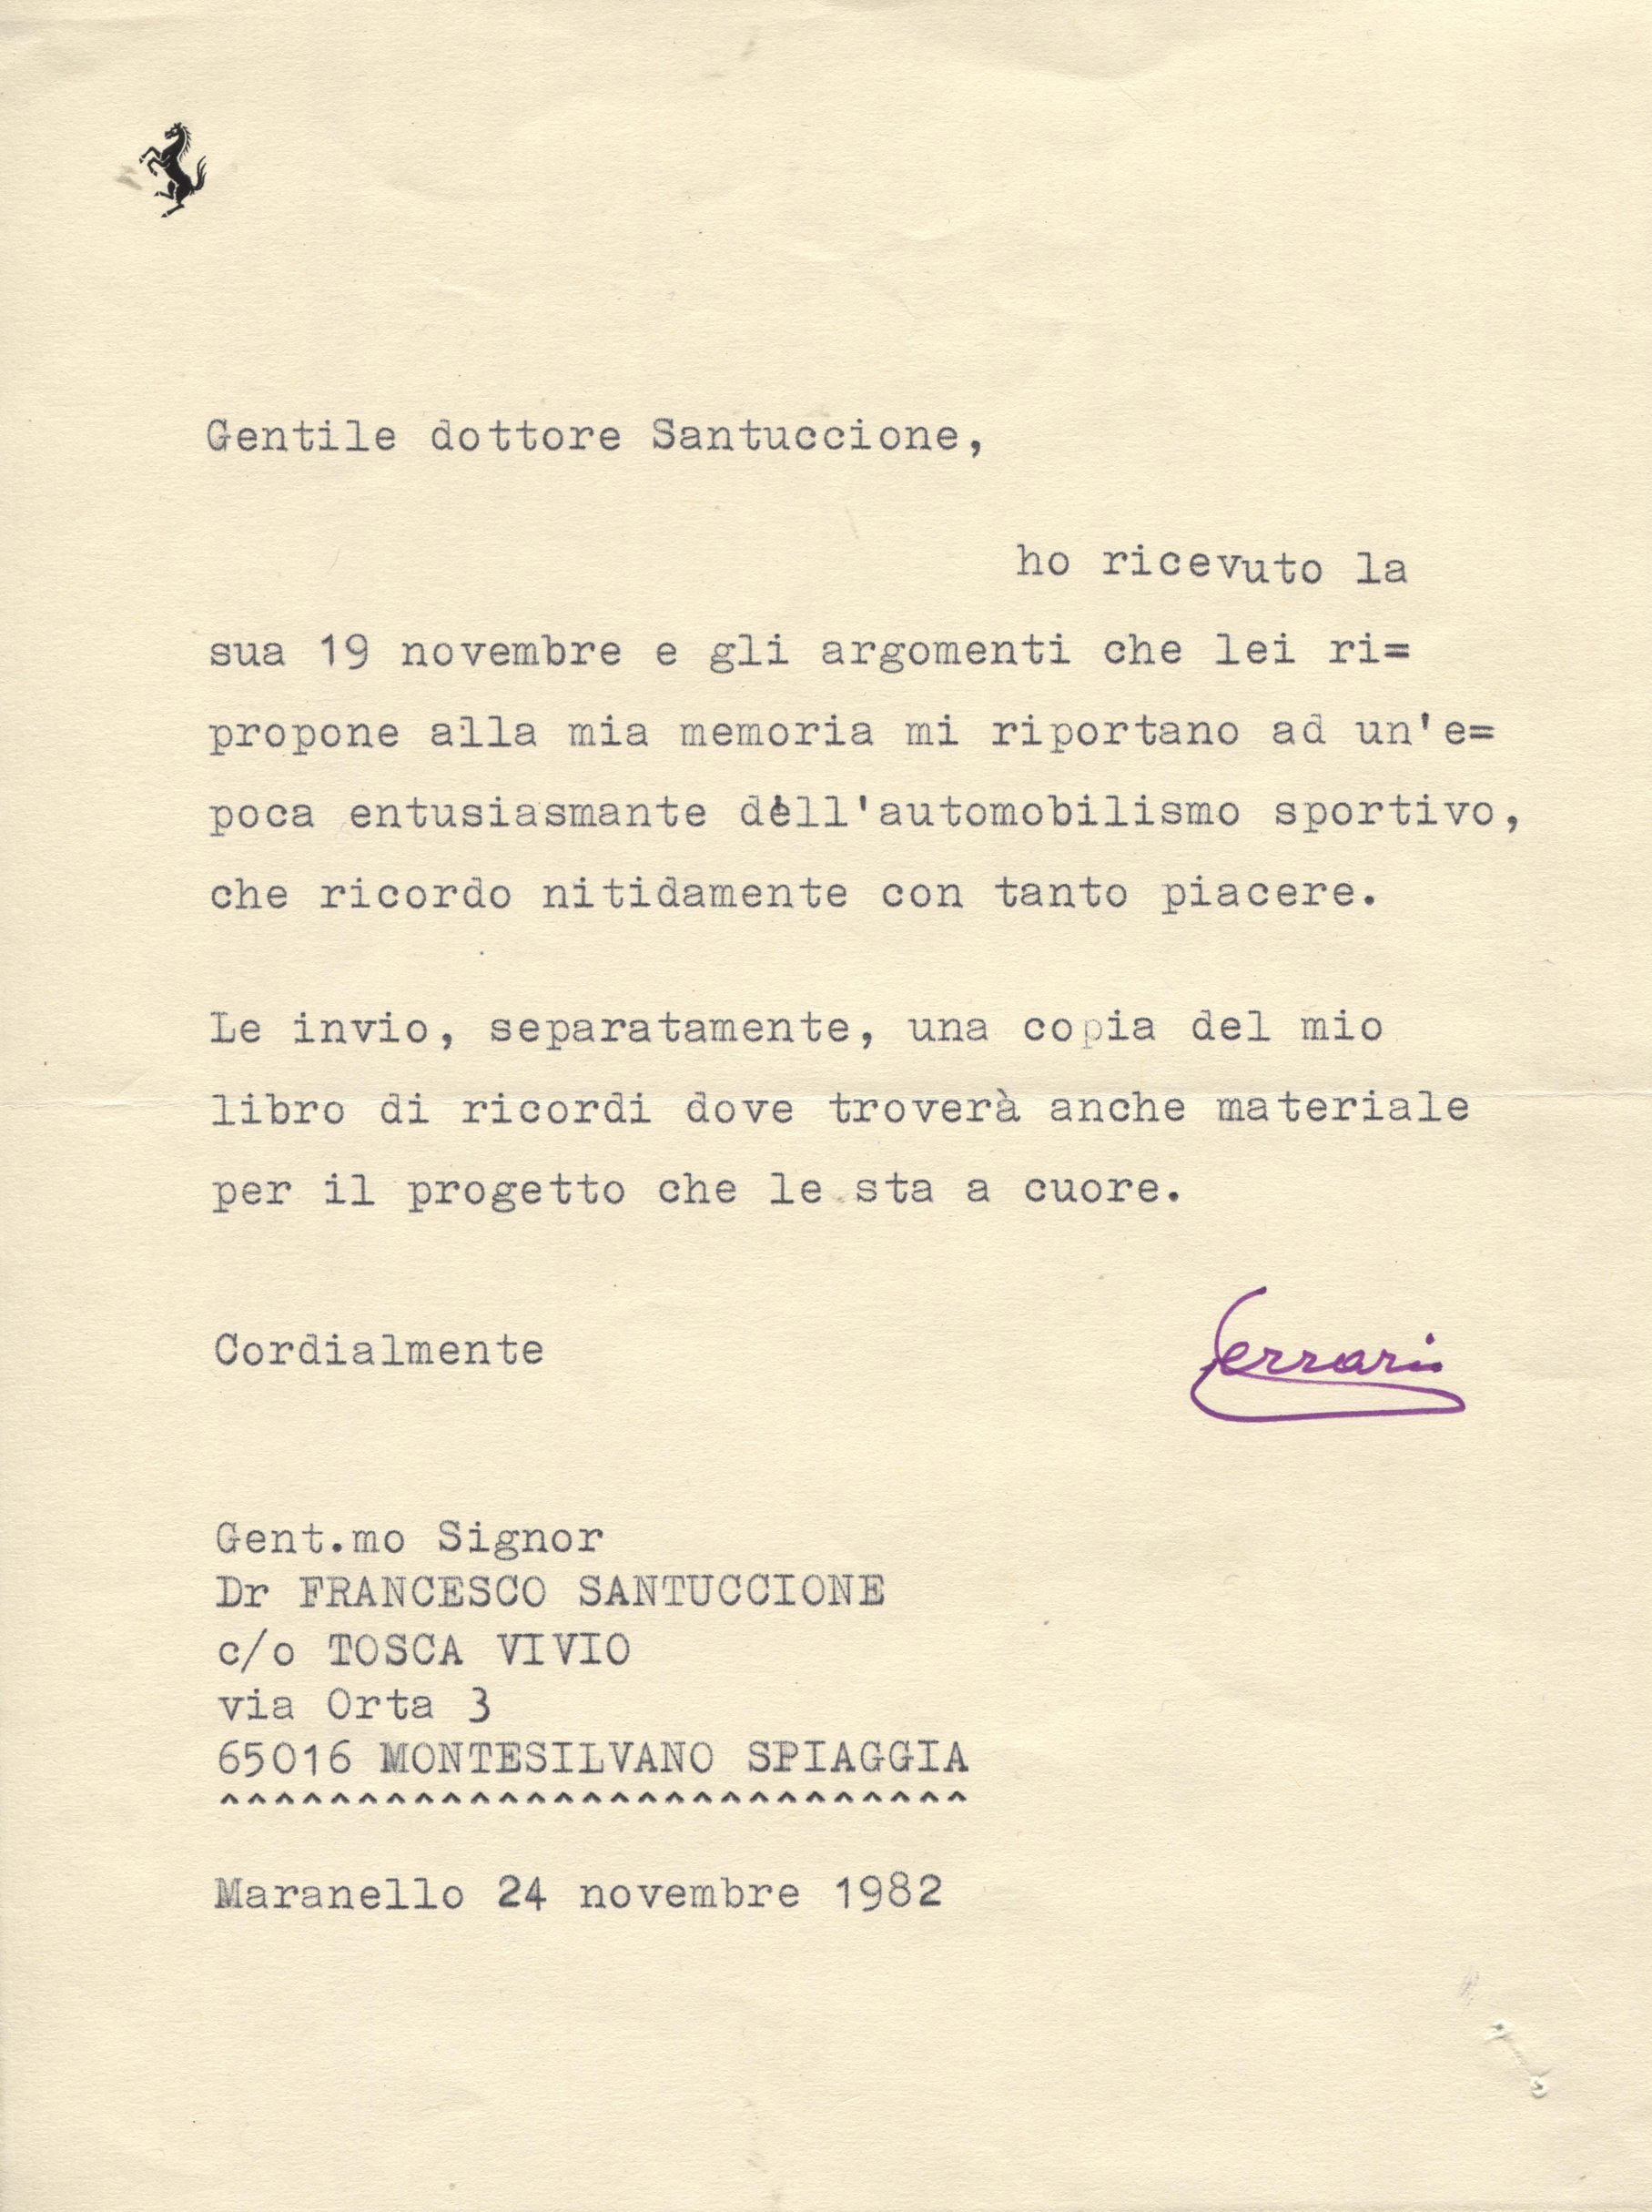 Gentile dottore Santuccione,
ho ricevuto la
sua 19 novembre e gli argomenti che lei ri=
propone alla mia memoria mi riportano ad un'e=
poca entusiasmante dell'automobilismo sportivo,
che ricordo nitidamente con tanto piacere.
Le invio, separatamente, una copia del mio
libro di ricordi dove troverà anche materiale
per il progetto che le sta a cuore.
Cordialmente
Ferrari
Gent.mo Signor
Dr FRANCESCO SANTUCCIONE
c/o TOSCA VIVIO
via Orta 3
65016 MONTESILVANO SPIAGGIA
^^^^^^^^^^^^^^^^^^^^^^^^^^^
Maranello 24 novembre 1982